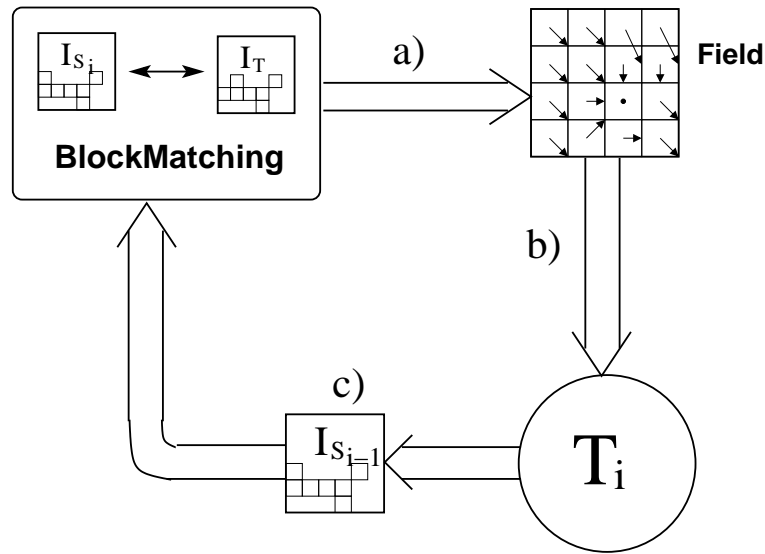 I_{S_i}
I_T
BlockMatching
a)
Field
b)
c)
I_{S_{i-1}}
T_i